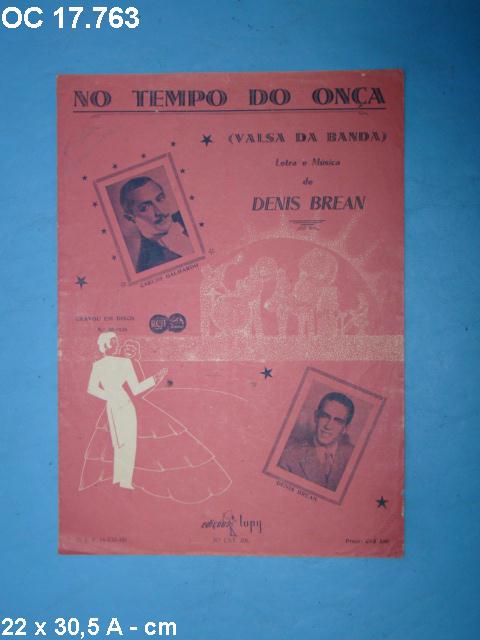 OC 17.763
NO TEMPO DO ONÇA
(VALSA DA BANDA)
Letra e Música
de
DENIS BREAN
CARLOS GALHARDO
GRAVOU EM DISCOS
DENIS BREAN
edições lupy
22 x 30,5 A - cm